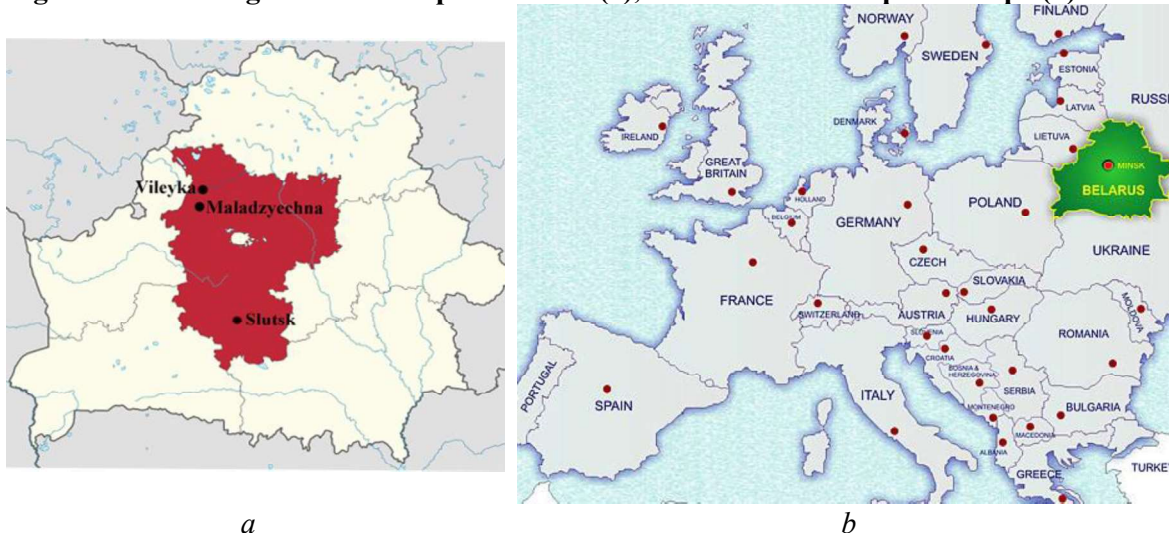 Vileyka
Maladzyechna
Slutsk
a
NORWAY
SWEDEN
FINLAND
ESTONIA
LATVIA
RUSS
LIETUVA
DENMARK
IRELAND
GREAT
BRITAIN
HOLLAND
BELGIUM
GERMANY
POLAND
MINSK
BELARUS
UKRAINE
CZECH
SLOVAKIA
FRANCE
SWITZERLAND
AUSTRIA
HUNGARY
MOLDOVA
ROMANIA
SLOVENIA
CROATIA
BOSNIA &
HERZEGOVINA
SERBIA
ITALY
MONTENEGRO
BULGARIA
MACEDONIA
ALBANIA
GREECE
TURKE
PORTUGAL
SPAIN
b